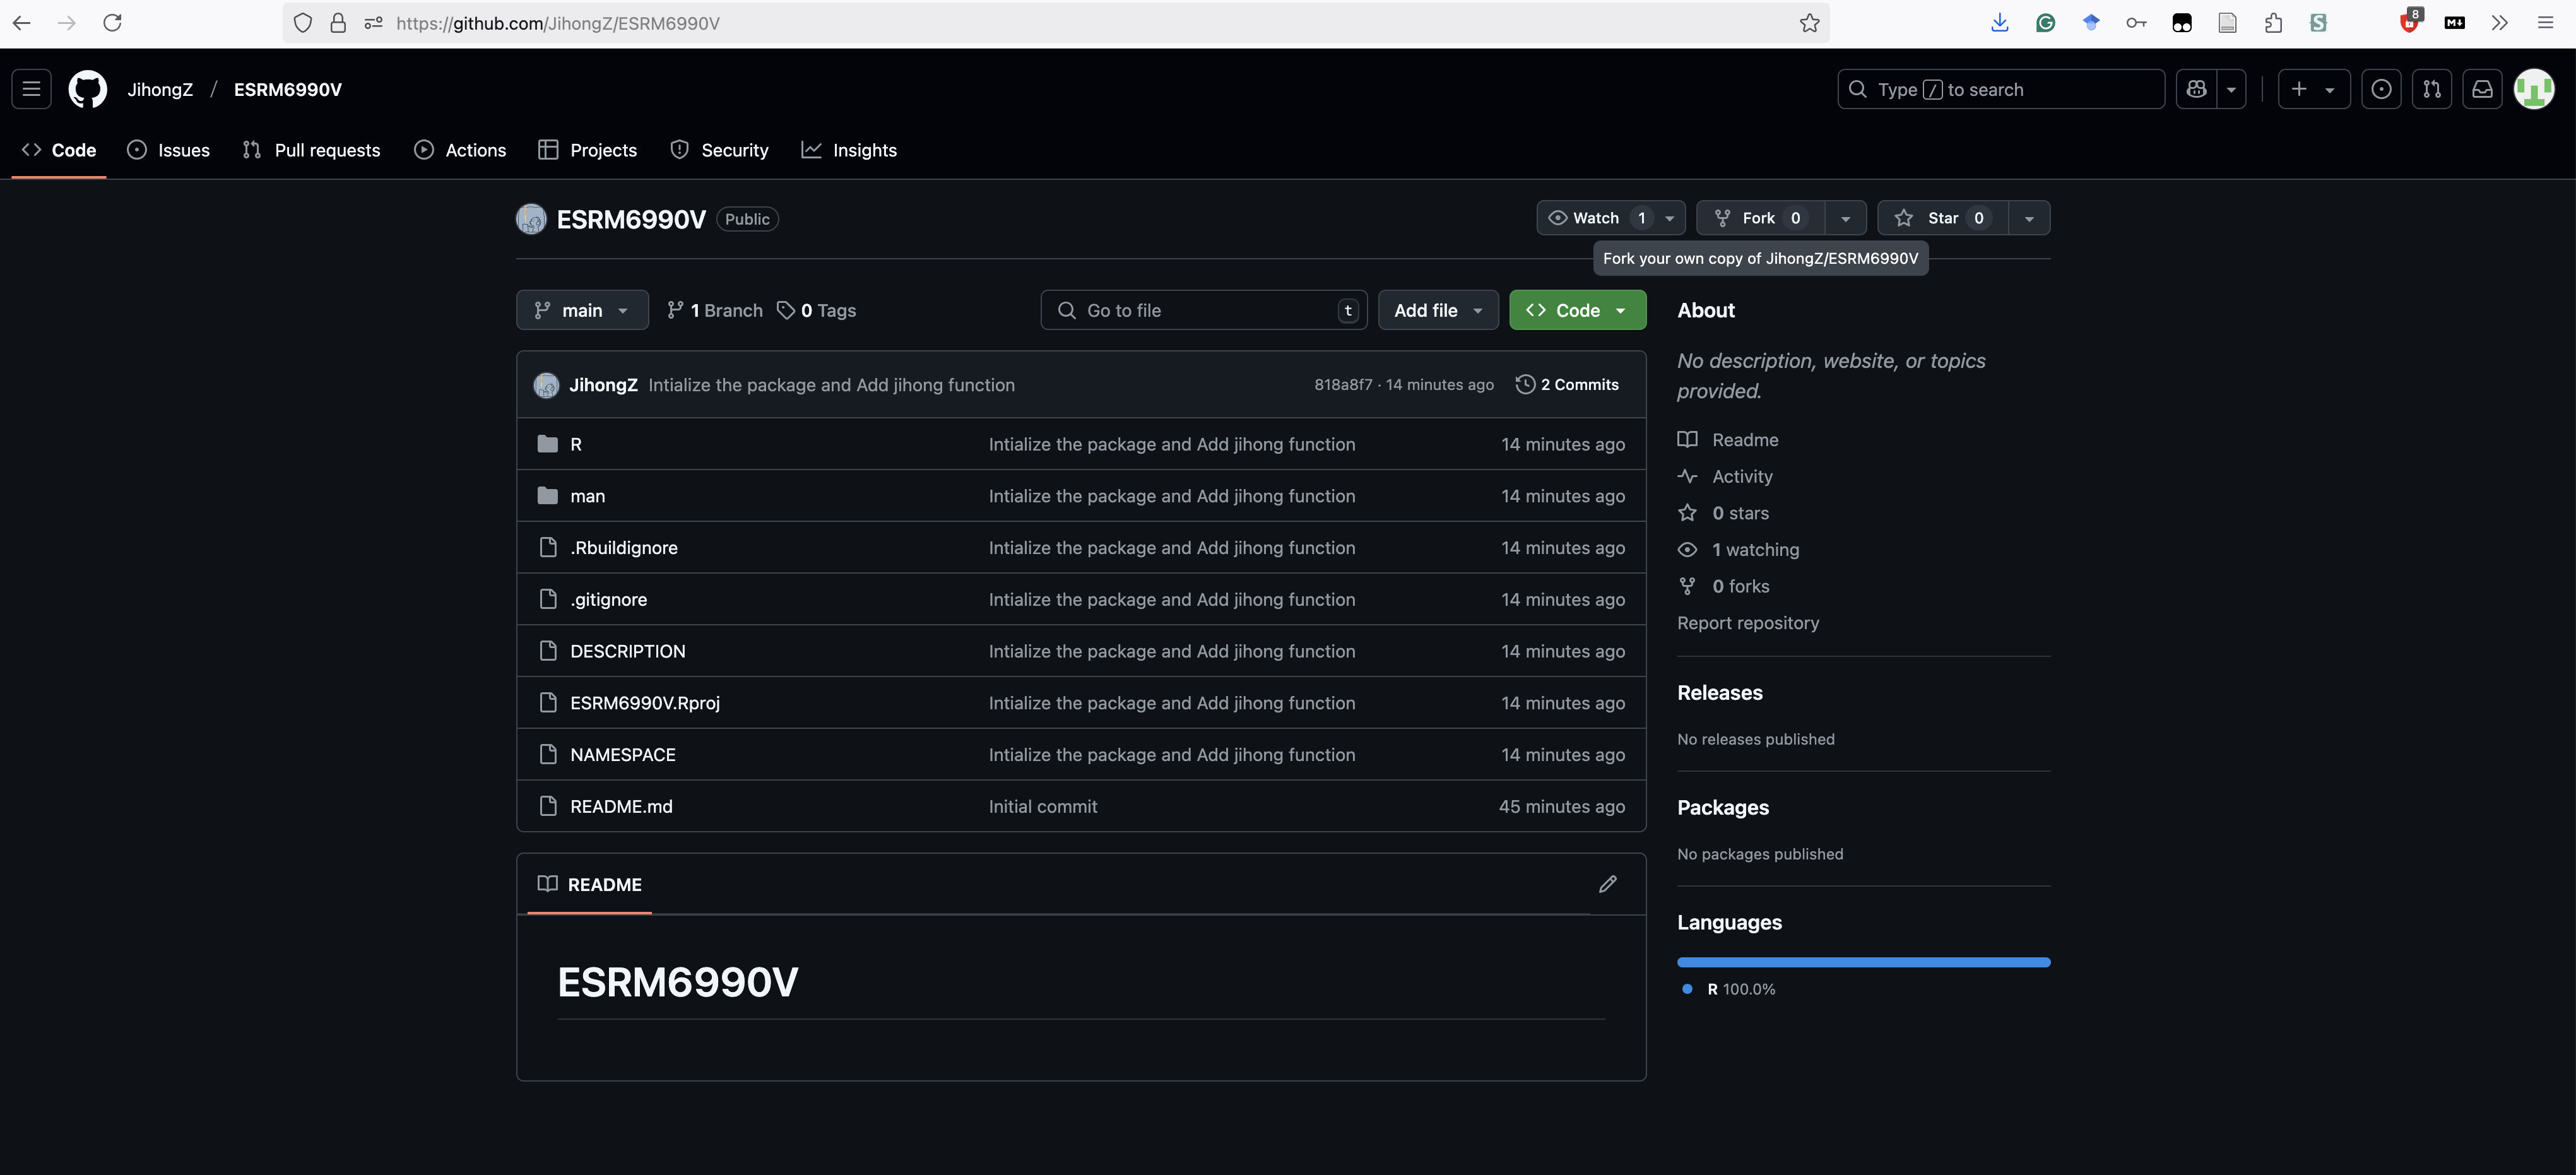 https://github.com/JihongZ/ESRM6990V
8
M↓
JihongZ / ESRM6990V
Type / to search
Code Issues Pull requests Actions Projects Security Insights
ESRM6990V Public
Watch 1 Fork 0 Star 0
Fork your own copy of JihongZ/ESRM6990V
main 1 Branch 0 Tags Go to file t Add file Code
JihongZ Intialize the package and Add jihong function 818a8f7 · 14 minutes ago 2 Commits
R Intialize the package and Add jihong function 14 minutes ago
man Intialize the package and Add jihong function 14 minutes ago
.Rbuildignore Intialize the package and Add jihong function 14 minutes ago
.gitignore Intialize the package and Add jihong function 14 minutes ago
DESCRIPTION Intialize the package and Add jihong function 14 minutes ago
ESRM6990V.Rproj Intialize the package and Add jihong function 14 minutes ago
NAMESPACE Intialize the package and Add jihong function 14 minutes ago
README.md Initial commit 45 minutes ago
README
ESRM6990V
About
No description, website, or topics
provided.
Readme
Activity
0 stars
1 watching
0 forks
Report repository
Releases
No releases published
Packages
No packages published
Languages
R 100.0%